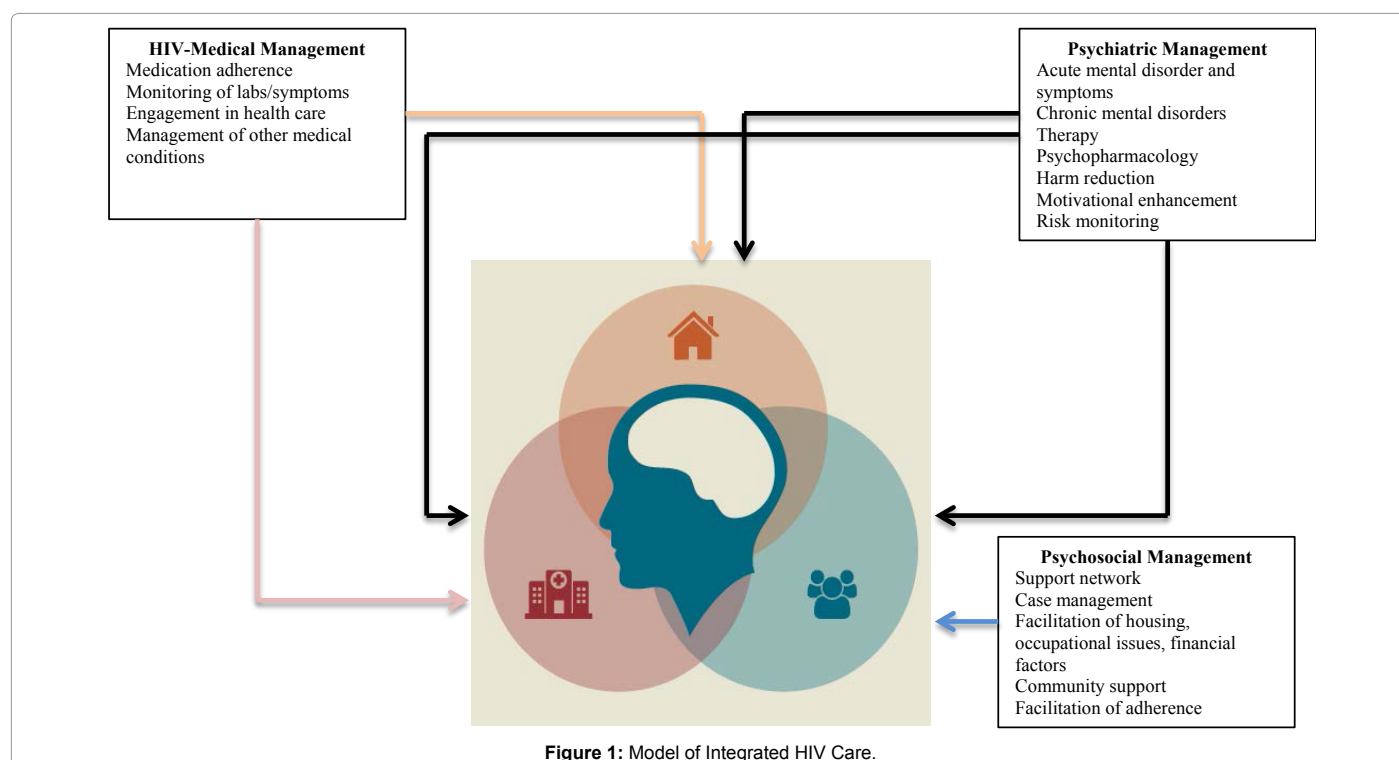 HIV-Medical Management
Medication adherence
Monitoring of labs/symptoms
Engagement in health care
Management of other medical
conditions
Psychiatric Management
Acute mental disorder and
symptoms
Chronic mental disorders
Therapy
Psychopharmacology
Harm reduction
Motivational enhancement
Risk monitoring
Psychosocial Management
Support network
Case management
Facilitation of housing,
occupational issues, financial
factors
Community support
Facilitation of adherence
Figure 1: Model of Integrated HIV Care.